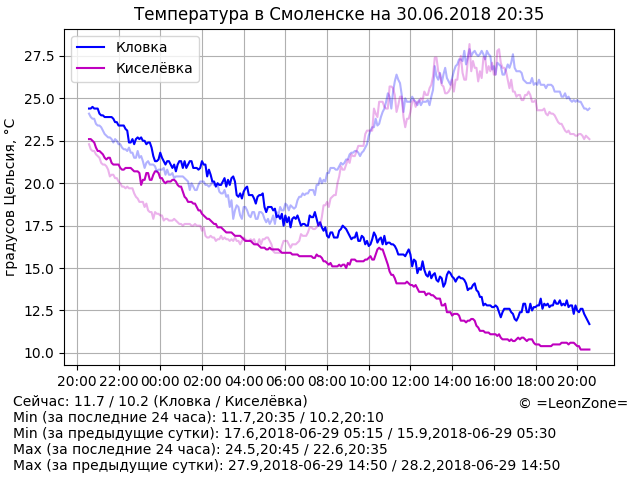 Температура в Смоленске на 30.06.2018 20:35
Кловка
Киселёвка
градусов Цельсия, °C
27.5
25.0
22.5
20.0
17.5
15.0
12.5
10.0
20:00 22:00 00:00 02:00 04:00 06:00 08:00 10:00 12:00 14:00 16:00 18:00 20:00
Сейчас: 11.7 / 10.2 (Кловка / Киселёвка)
© =LeonZone=
Min (за последние 24 часа): 11.7,20:35 / 10.2,20:10
Min (за предыдущие сутки): 17.6,2018-06-29 05:15 / 15.9,2018-06-29 05:30
Max (за последние 24 часа): 24.5,20:45 / 22.6,20:35
Max (за предыдущие сутки): 27.9,2018-06-29 14:50 / 28.2,2018-06-29 14:50